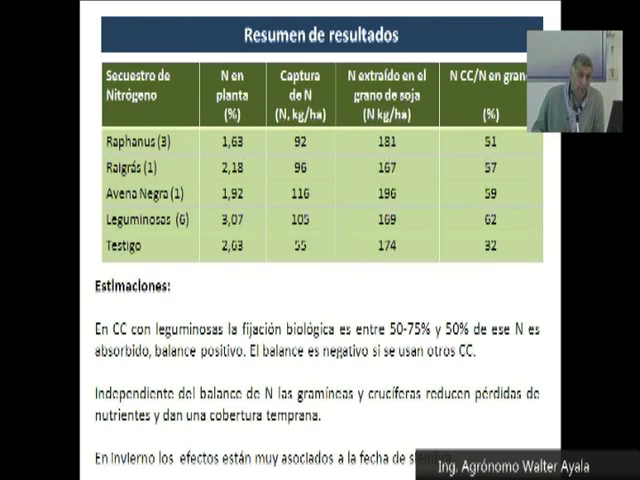 Resumen de resultados
Secuestro de Nitrógeno N en planta (%) Captura de N (N, kg/ha) N extraído en el grano de soja (N kg/ha) N CC/N en grano (%)
Raphanus (3) 1,63 92 181 51
Raigrás (1) 2,18 96 167 57
Avena Negra (1) 1,92 116 196 59
Leguminosas (6) 3,07 105 169 62
Testigo 2,63 55 174 32
Estimaciones:
En CC con leguminosas la fijación biológica es entre 50-75% y 50% de ese N es
absorbido, balance positivo. El balance es negativo si se usan otros CC.
Independiente del balance de N las gramíneas y crucíferas reducen pérdidas de
nutrientes y dan una cobertura temprana.
En invierno los efectos están muy asociados a la fecha de siembra
Ing. Agrónomo Walter Ayala